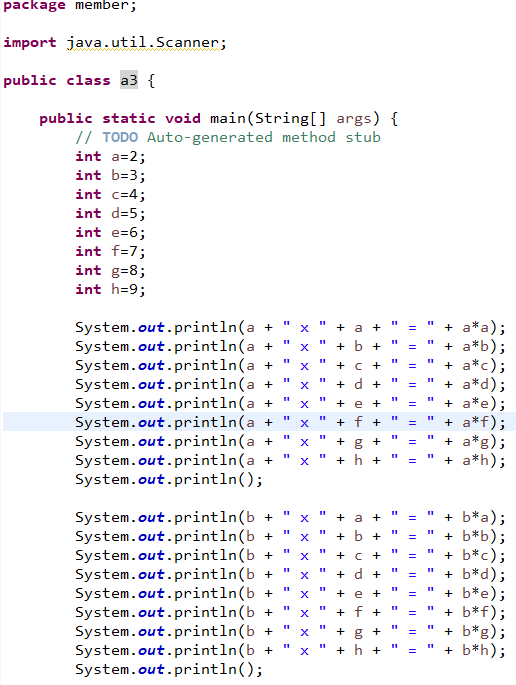 package member;
import java.util.Scanner;
public class a3 {
public static void main(String[] args) {
// TODO Auto-generated method stub
int a=2;
int b=3;
int c=4;
int d=5;
int e=6;
int f=7;
int g=8;
int h=9;
System.out.println(a + " x " + a + " = " + a*a);
System.out.println(a + " x " + b + " = " + a*b);
System.out.println(a + " x " + c + " = " + a*c);
System.out.println(a + " x " + d + " = " + a*d);
System.out.println(a + " x " + e + " = " + a*e);
System.out.println(a + " x " + f + " = " + a*f);
System.out.println(a + " x " + g + " = " + a*g);
System.out.println(a + " x " + h + " = " + a*h);
System.out.println();
System.out.println(b + " x " + a + " = " + b*a);
System.out.println(b + " x " + b + " = " + b*b);
System.out.println(b + " x " + c + " = " + b*c);
System.out.println(b + " x " + d + " = " + b*d);
System.out.println(b + " x " + e + " = " + b*e);
System.out.println(b + " x " + f + " = " + b*f);
System.out.println(b + " x " + g + " = " + b*g);
System.out.println(b + " x " + h + " = " + b*h);
System.out.println();